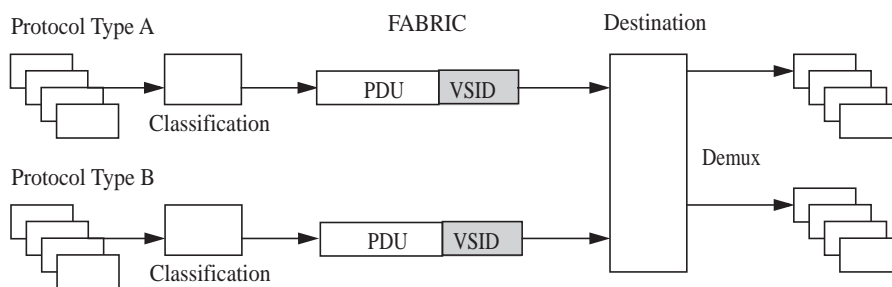 Protocol Type A
FABRIC
Destination
PDU VSID
Classification
Demux
Protocol Type B
PDU VSID
Classification